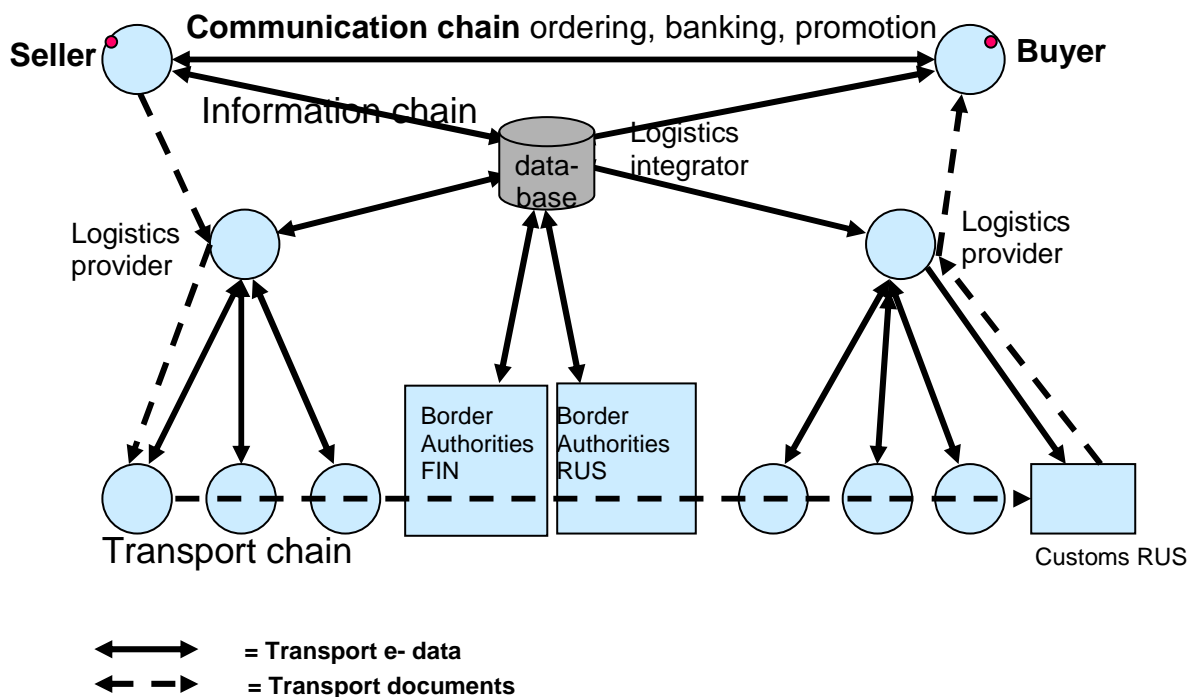 Communication chain ordering, banking, promotion
Seller
Buyer
Information chain
Logistics
integrator
data-
base
Logistics
provider
Logistics
provider
Border
Authorities
FIN
Border
Authorities
RUS
Transport chain
Customs RUS
= Transport e- data
= Transport documents